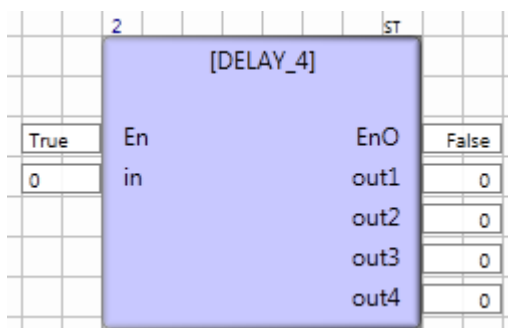 2 ST
[DELAY_4]
True En EnO False
0 in out1 0
out2 0
out3 0
out4 0